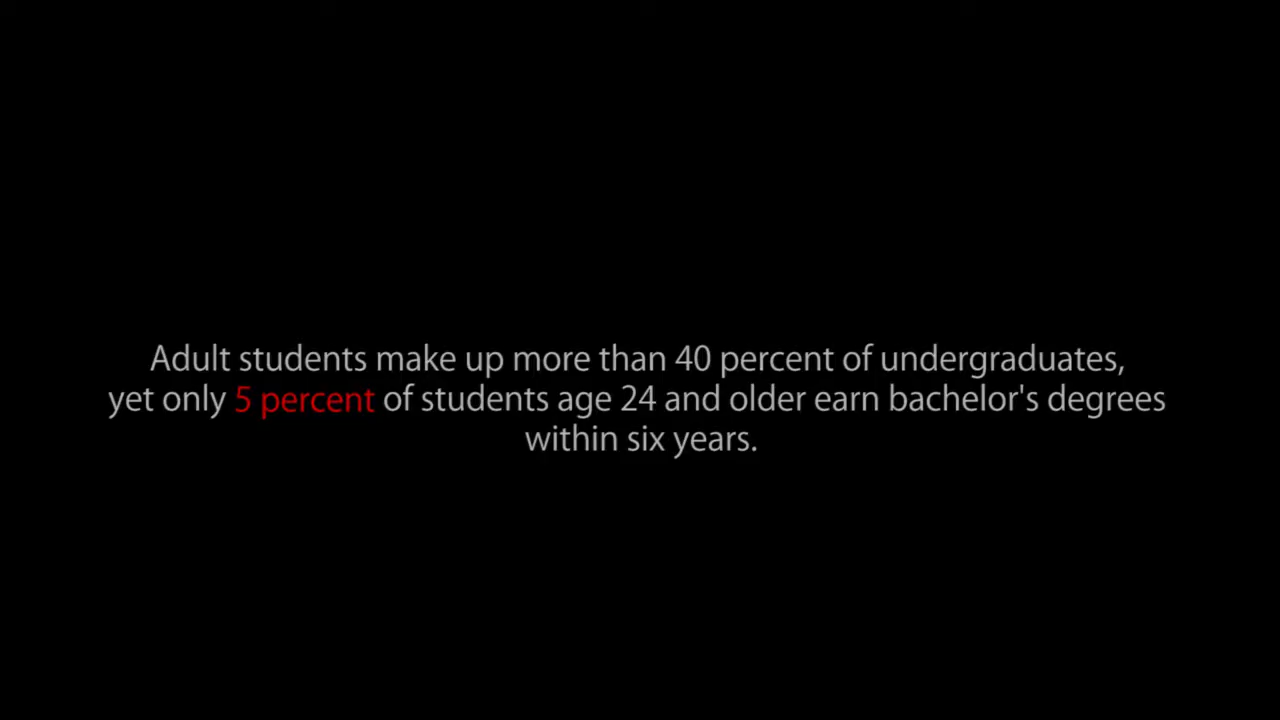 Adult students make up more than 40 percent of undergraduates,
yet only 5 percent of students age 24 and older earn bachelor's degrees
within six years.